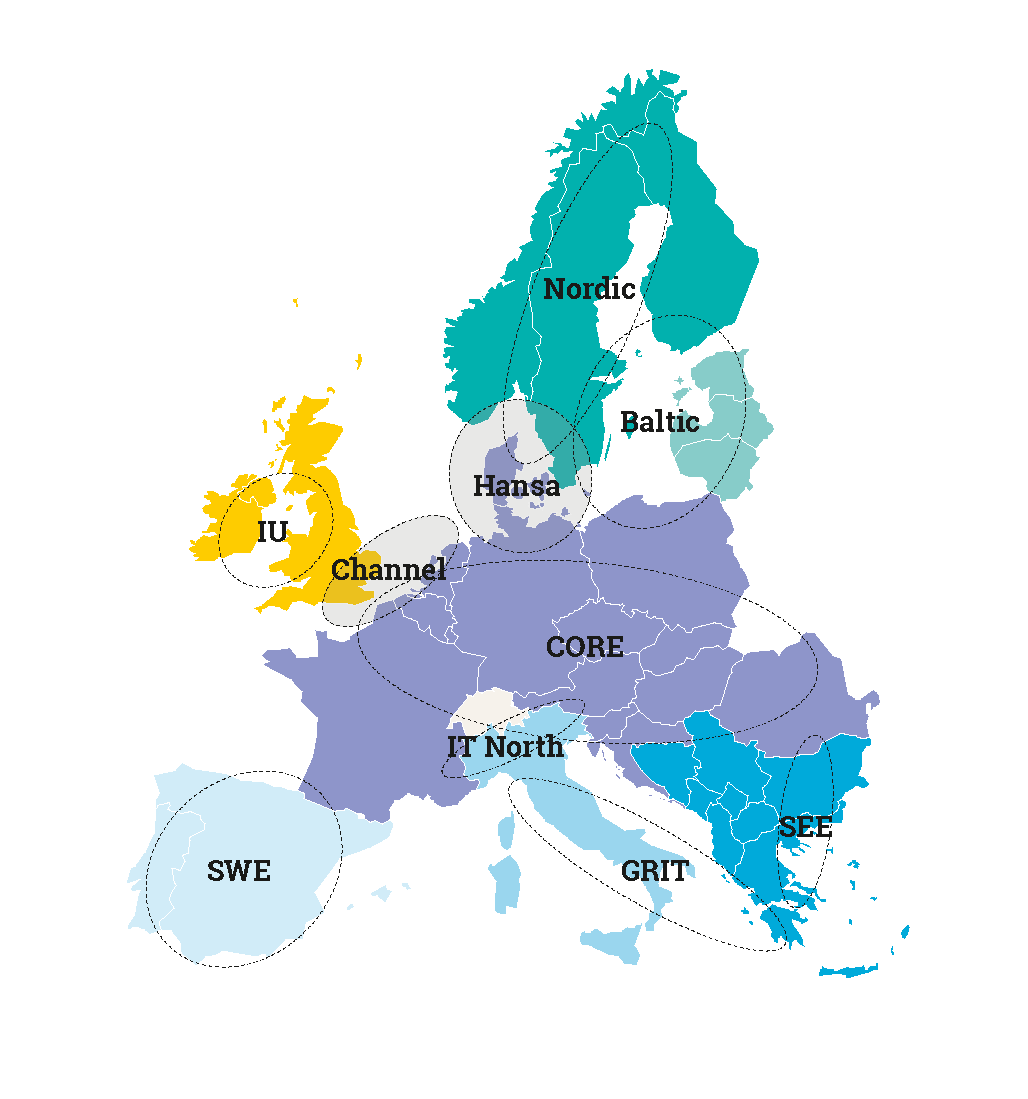 Nordic
Baltic
Hansa
IU
Channel
CORE
IT North
SEE
SWE
GRIT